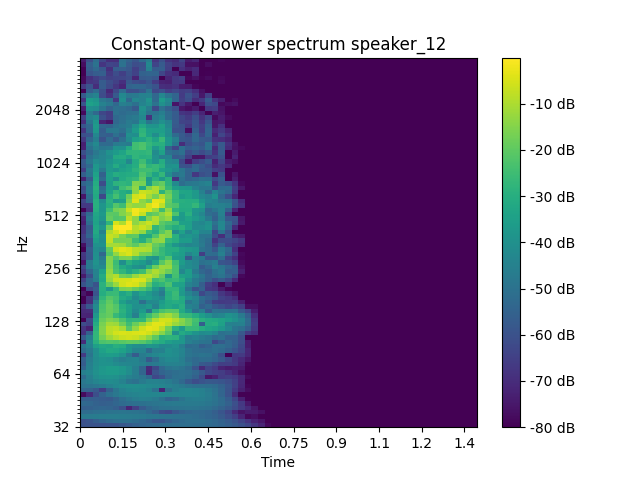 Constant-Q power spectrum speaker_12
Hz
2048
1024
512
256
128
64
32
0 0.15 0.3 0.45 0.6 0.75 0.9 1.1 1.2 1.4
Time
-10 dB
-20 dB
-30 dB
-40 dB
-50 dB
-60 dB
-70 dB
-80 dB